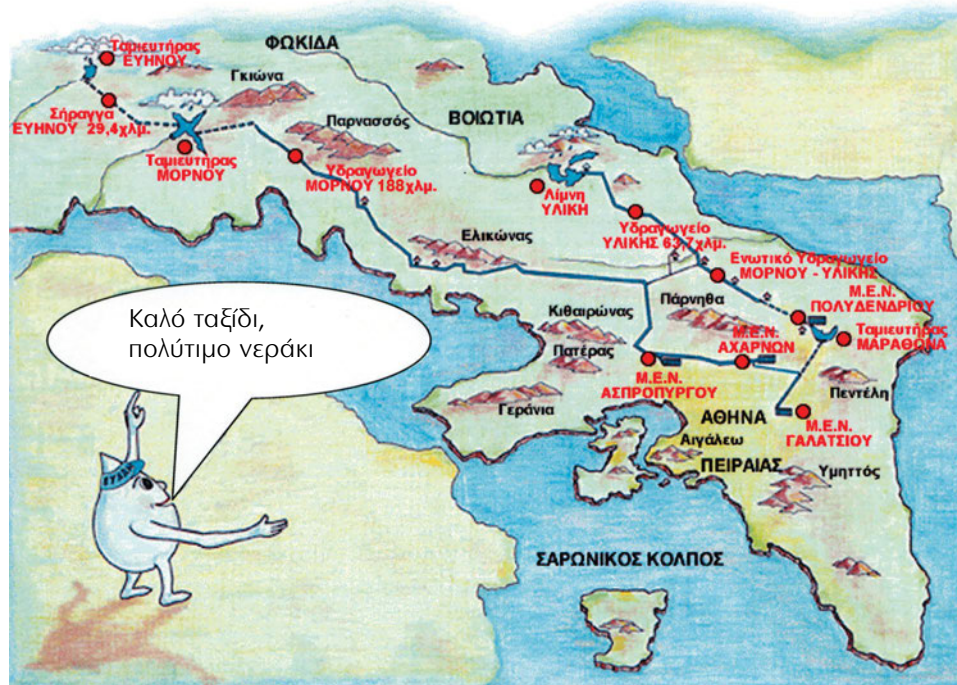 ΦΩΚΙΔΑ
Ταμιευτήρας
ΕΥΗΝΟΥ
Γκιώνα
Σήραγγα
ΕΥΗΝΟΥ 29,4χλμ.
Παρνασσός
ΒΟΙΩΤΙΑ
Ταμιευτήρας
ΜΟΡΝΟΥ
Υδραγωγείο
ΜΟΡΝΟΥ 188χλμ.
Λίμνη
ΥΛΙΚΗ
Υδραγωγείο
ΥΛΙΚΗΣ 63,7χλμ.
Ελικώνας
Ενωτικό Υδραγωγείο
ΜΟΡΝΟΥ - ΥΛΙΚΗΣ
Μ.Ε.Ν.
ΠΟΛΥΔΕΝΔΡΙΟΥ
Πάρνηθα
Κιθαιρώνας
Ταμιευτήρας
ΜΑΡΑΘΩΝΑ
Μ.Ε.Ν.
ΑΧΑΡΝΩΝ
Πατέρας
Μ.Ε.Ν.
ΑΣΠΡΟΠΥΡΓΟΥ
Πεντέλη
Γεράνια
ΑΘΗΝΑ
Μ.Ε.Ν.
ΓΑΛΑΤΣΙΟΥ
Αιγάλεω
ΠΕΙΡΑΙΑΣ
Υμηττός
ΣΑΡΩΝΙΚΟΣ ΚΟΛΠΟΣ
Καλό ταξίδι,
πολύτιμο νεράκι